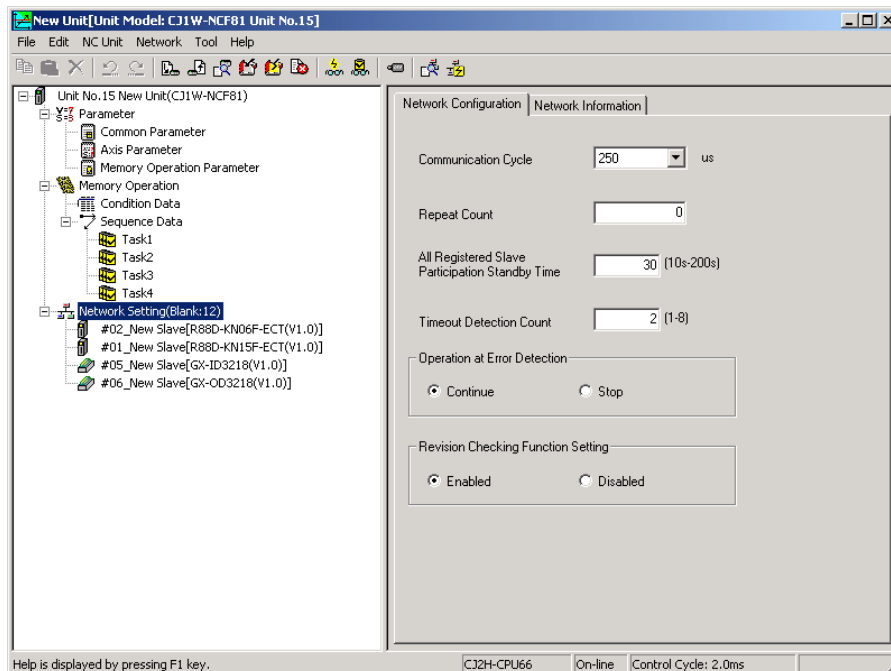 New Unit[Unit Model: CJ1W-NCF81 Unit No.15]
File Edit NC Unit Network Tool Help
Unit No.15 New Unit(CJ1W-NCF81)
Parameter
Common Parameter
Axis Parameter
Memory Operation Parameter
Memory Operation
Condition Data
Sequence Data
Task1
Task2
Task3
Task4
Network Setting(Blank:12)
#02_New Slave[R88D-KN06F-ECT(V1.0)]
#01_New Slave[R88D-KN15F-ECT(V1.0)]
#05_New Slave[GX-ID3218(V1.0)]
#06_New Slave[GX-OD3218(V1.0)]
Network Configuration Network Information
Communication Cycle 250 us
Repeat Count 0
All Registered Slave
Participation Standby Time 30 (10s-200s)
Timeout Detection Count 2 (1-8)
Operation at Error Detection
Continue Stop
Revision Checking Function Setting
Enabled Disabled
Help is displayed by pressing F1 key. CJ2H-CPU66 On-line Control Cycle: 2.0ms